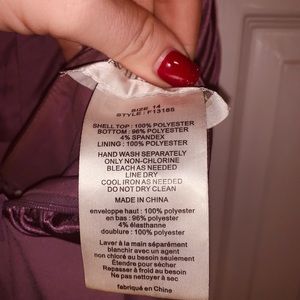 SIZE: 14
STYLE: F13165
SHELL TOP : 100% POLYESTER
BOTTOM : 96% POLYESTER
4% SPANDEX
LINING : 100% POLYESTER
HAND WASH SEPARATELY
ONLY NON-CHLORINE
BLEACH AS NEEDED
LINE DRY
COOL IRON AS NEEDED
DO NOT DRY CLEAN
MADE IN CHINA
enveloppe haut : 100% polyester
en bas : 96% polyester
4% élasthanne
doublure : 100% polyester
Laver à la main séparément
blanchir avec un agent
non chloré au besoin seulement
Étendre pour sécher
Repasser à froid au besoin
Ne pas nettoyer à sec
fabriqué en Chine